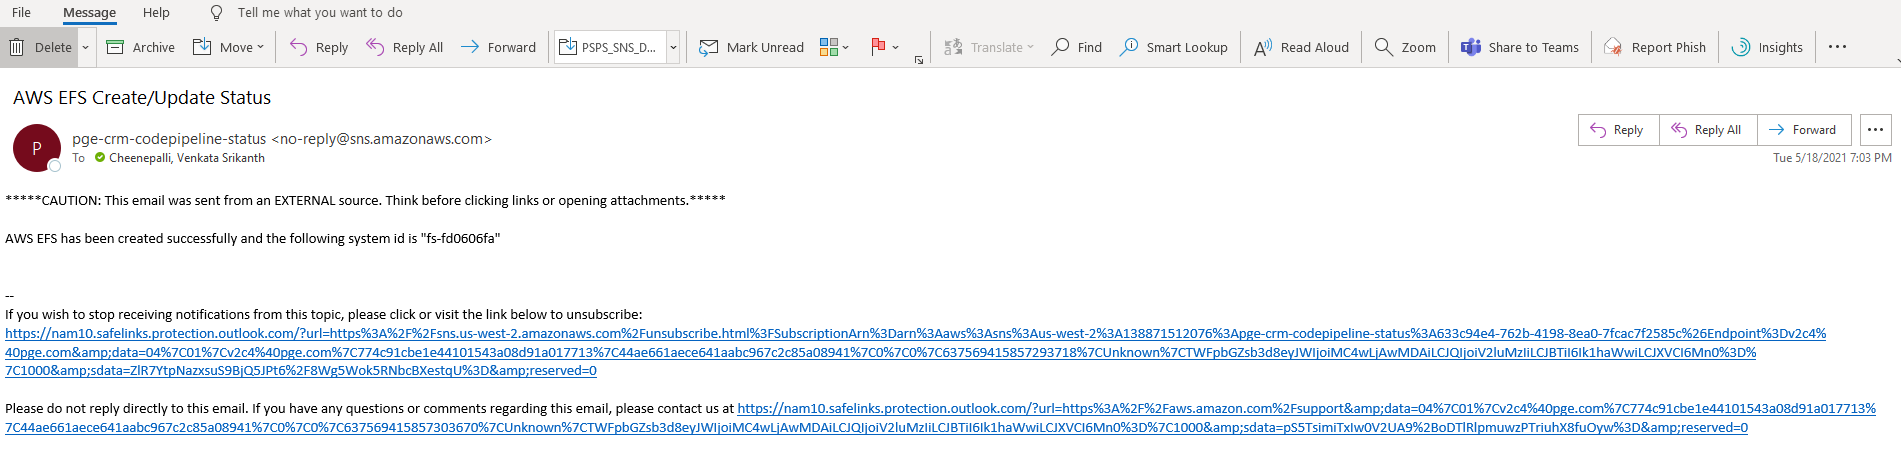 File Message Help Tell me what you want to do
Delete Archive Move Reply Reply All Forward PSPS_SNS_D... Mark Unread Translate Find Smart Lookup Read Aloud Zoom Share to Teams Report Phish Insights ...
AWS EFS Create/Update Status
P
pge-crm-codepipeline-status <no-reply@sns.amazonaws.com>
To Cheenepalli, Venkata Srikanth
Reply Reply All Forward ...
Tue 5/18/2021 7:03 PM
*****CAUTION: This email was sent from an EXTERNAL source. Think before clicking links or opening attachments.*****
AWS EFS has been created successfully and the following system id is "fs-fd0606fa"
--
If you wish to stop receiving notifications from this topic, please click or visit the link below to unsubscribe:
https://nam10.safelinks.protection.outlook.com/?url=https%3A%2F%2Fsns.us-west-2.amazonaws.com%2Funsubscribe.html%3FSubscriptionArn%3Darn%3Aaws%3Asns%3Aus-west-2%3A138871512076%3Apge-crm-codepipeline-status%3A633c94e4-762b-4198-8ea0-7fcac7f2585c%26Endpoint%3Dv2c4%
40pge.com&amp;data=04%7C01%7Cv2c4%40pge.com%7C774c91cbe1e44101543a08d91a017713%7C44ae661aece641aabc967c2c85a08941%7C0%7C0%7C637569415857293718%7CUnknown%7CTWFpbGZsb3d8eyJWIjoiMC4wLjAwMDAiLCJQIjoiV2luMzIiLCJBTiI6Ik1haWwiLCJXVCI6Mn0%3D%
7C1000&amp;sdata=ZlR7YtpNazxsuS9BjQ5JPt6%2F8Wg5Wok5RNbcBXestqU%3D&amp;reserved=0
Please do not reply directly to this email. If you have any questions or comments regarding this email, please contact us at https://nam10.safelinks.protection.outlook.com/?url=https%3A%2F%2Faws.amazon.com%2Fsupport&amp;data=04%7C01%7Cv2c4%40pge.com%7C774c91cbe1e44101543a08d91a017713%
7C44ae661aece641aabc967c2c85a08941%7C0%7C0%7C637569415857303670%7CUnknown%7CTWFpbGZsb3d8eyJWIjoiMC4wLjAwMDAiLCJQIjoiV2luMzIiLCJBTiI6Ik1haWwiLCJXVCI6Mn0%3D%7C1000&amp;sdata=pS5TsimiTxIw0V2UA9%2BoDTlRlpmuwzPTriuhX8fuOyw%3D&amp;reserved=0